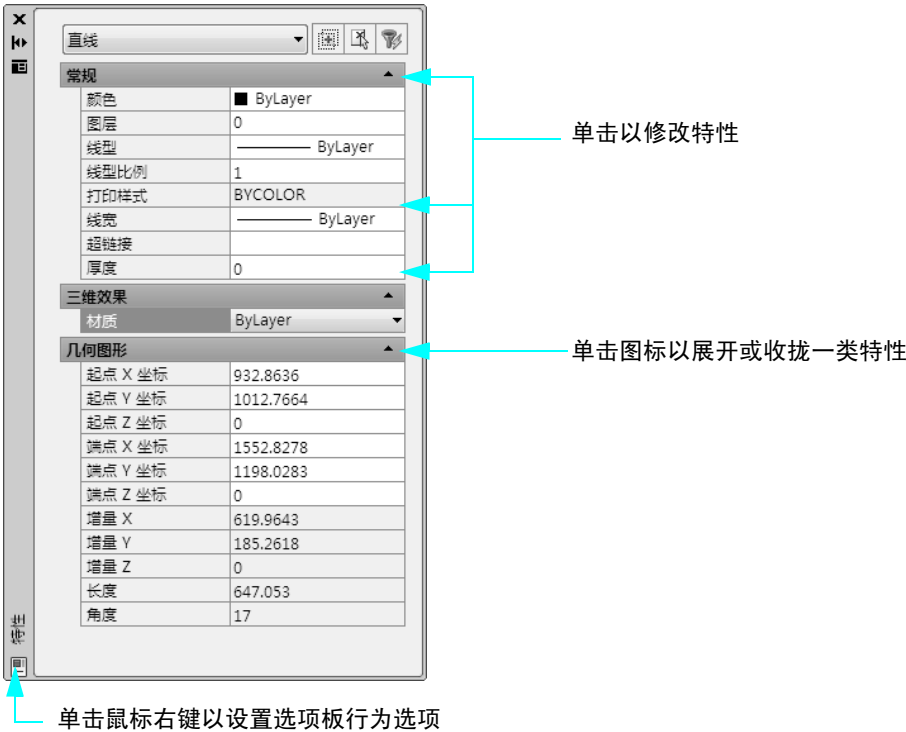 直线
常规
颜色 ByLayer
图层 0
线型 ByLayer
线型比例 1
打印样式 BYCOLOR
线宽 ByLayer
超链接
厚度 0
三维效果
材质 ByLayer
几何图形
起点 X 坐标 932.8636
起点 Y 坐标 1012.7664
起点 Z 坐标 0
端点 X 坐标 1552.8278
端点 Y 坐标 1198.0283
端点 Z 坐标 0
增量 X 619.9643
增量 Y 185.2618
增量 Z 0
长度 647.053
角度 17
特性
单击以修改特性
单击图标以展开或收拢一类特性
单击鼠标右键以设置选项板行为选项